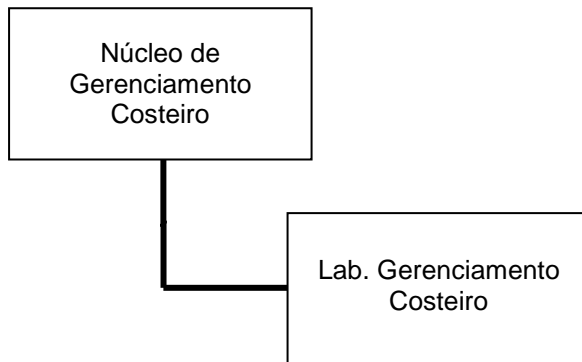 Núcleo de
Gerenciamento
Costeiro
Lab. Gerenciamento
Costeiro